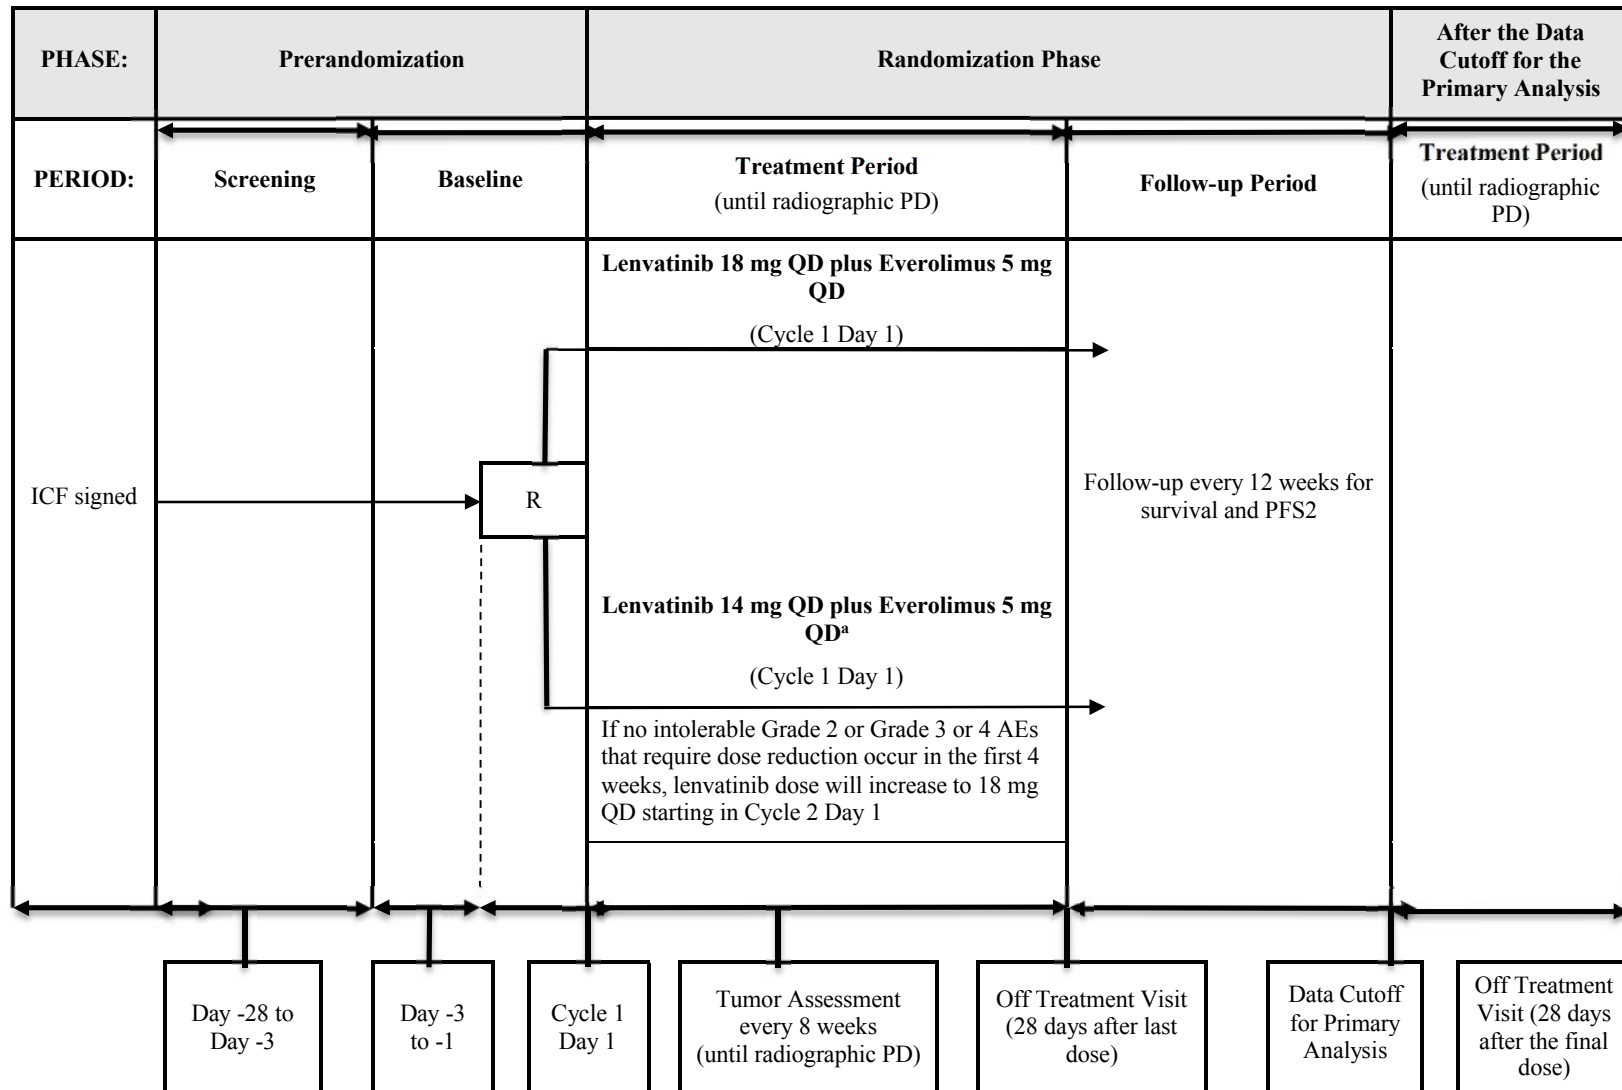 PHASE:
Prerandomization
Randomization Phase
After the Data
Cutoff for the
Primary Analysis
PERIOD:
Screening
Baseline
Treatment Period
(until radiographic PD)
Follow-up Period
Treatment Period
(until radiographic
PD)
ICF signed
R
Lenvatinib 18 mg QD plus Everolimus 5 mg
QD
(Cycle 1 Day 1)
Lenvatinib 14 mg QD plus Everolimus 5 mg
QDᵃ
(Cycle 1 Day 1)
If no intolerable Grade 2 or Grade 3 or 4 AEs
that require dose reduction occur in the first 4
weeks, lenvatinib dose will increase to 18 mg
QD starting in Cycle 2 Day 1
Follow-up every 12 weeks for
survival and PFS2
Day -28 to
Day -3
Day -3
to -1
Cycle 1
Day 1
Tumor Assessment
every 8 weeks
(until radiographic PD)
Off Treatment Visit
(28 days after last
dose)
Data Cutoff
for Primary
Analysis
Off Treatment
Visit (28 days
after the final
dose)